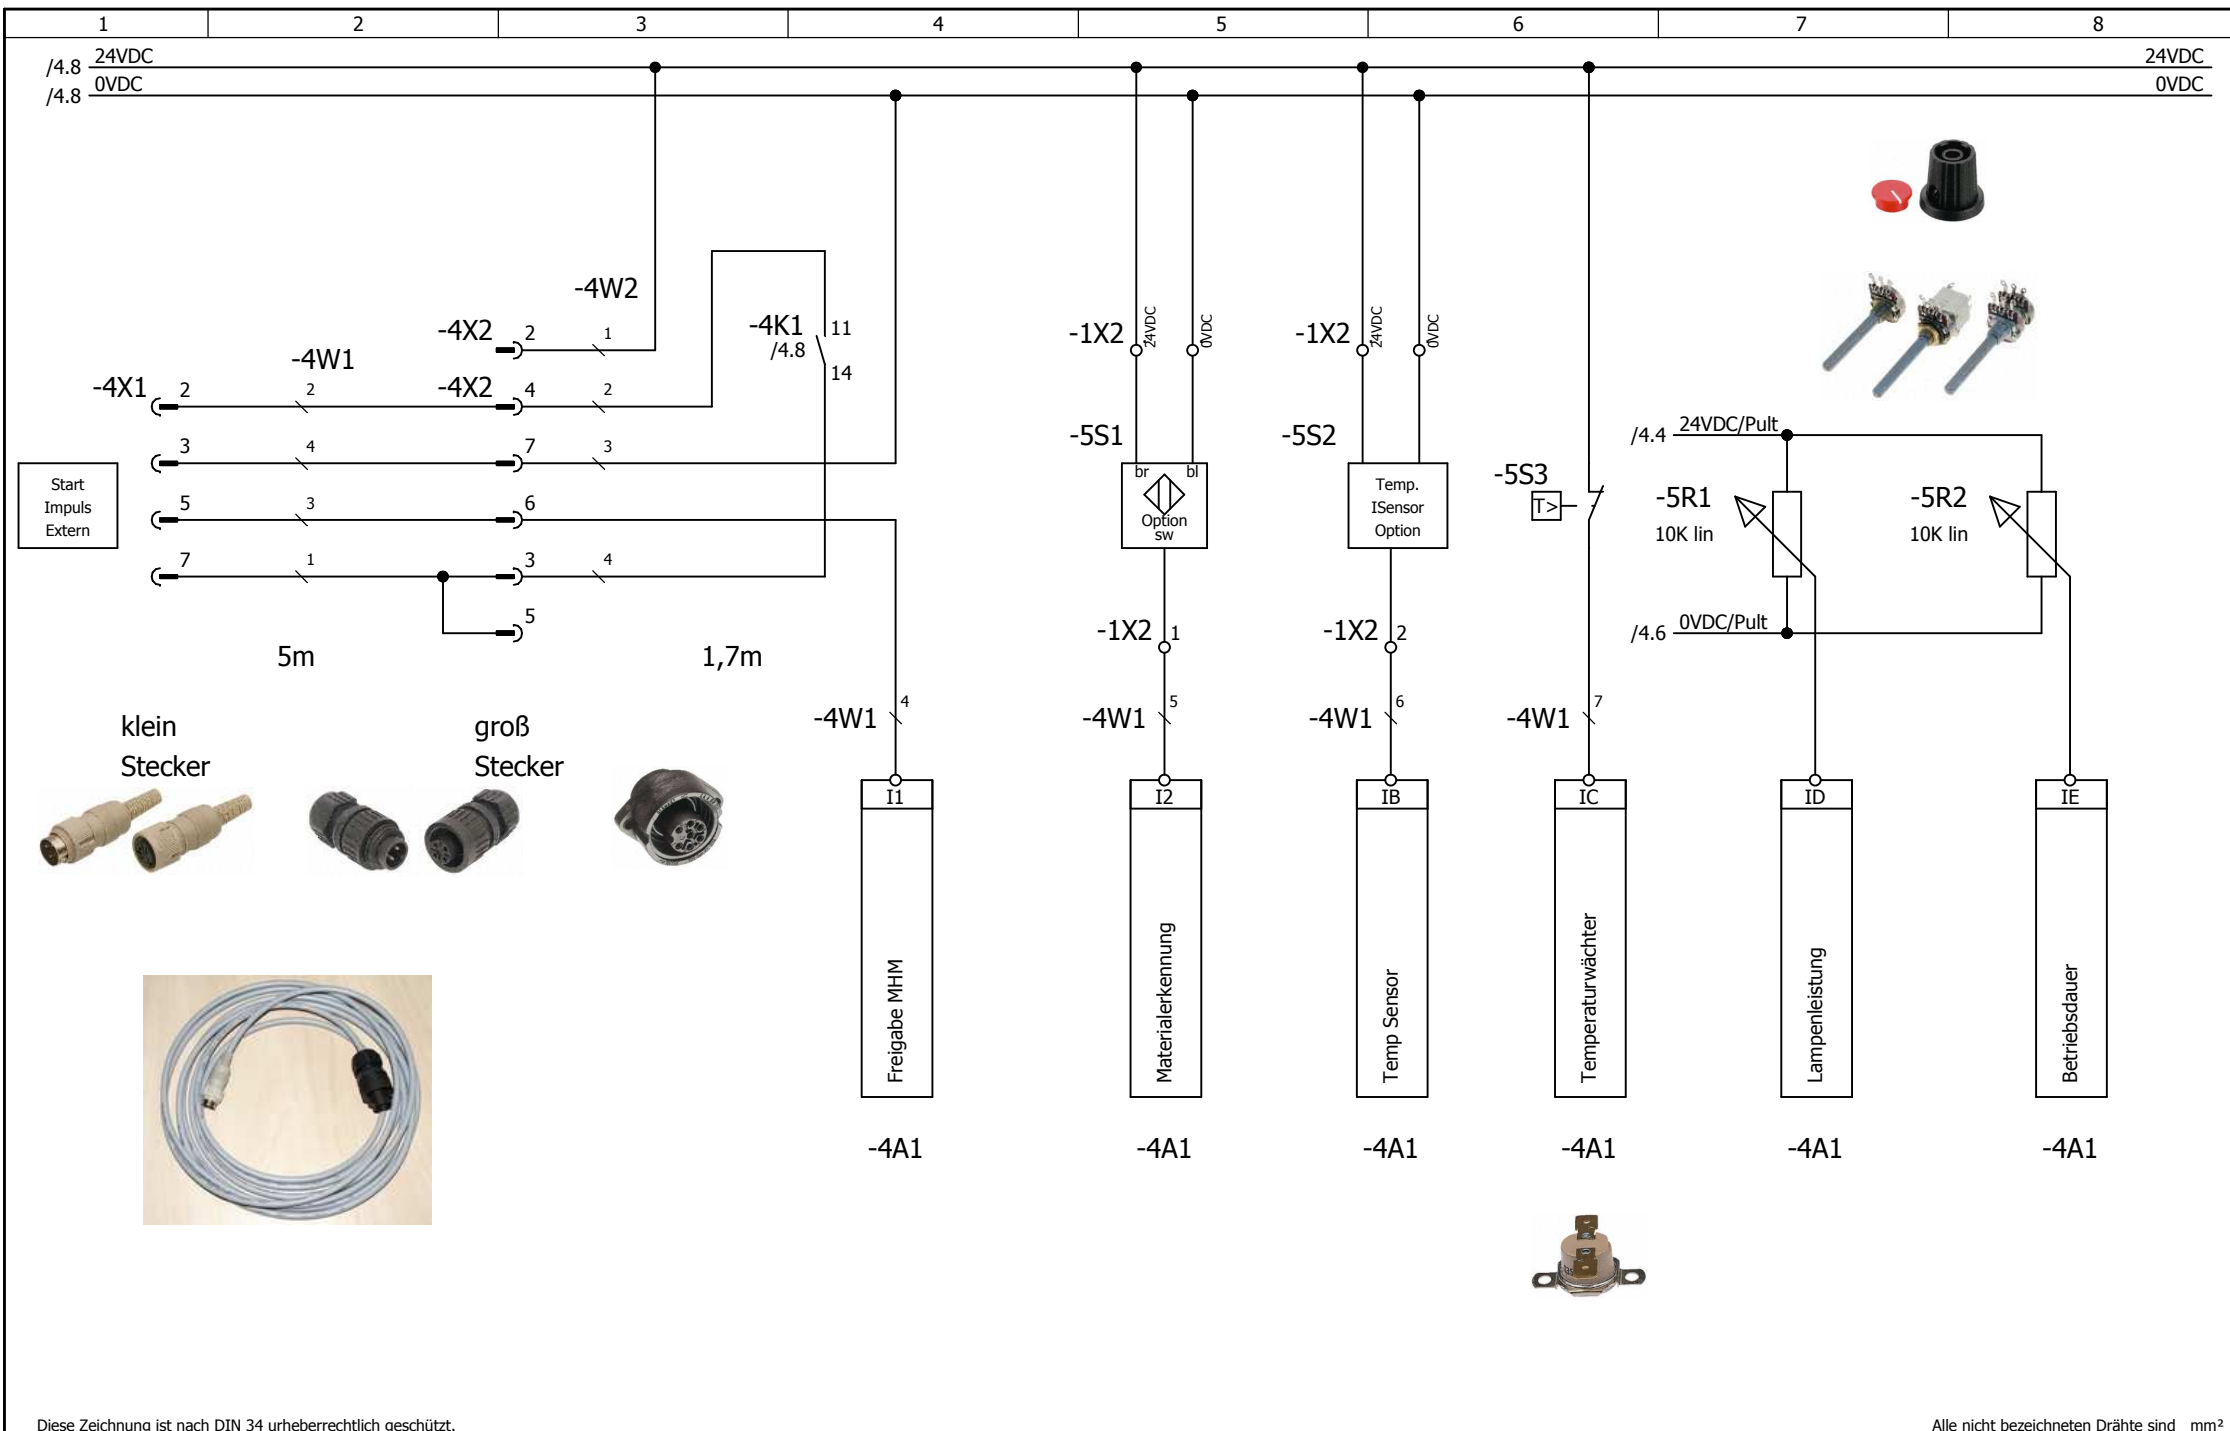 1 2 3 4 5 6 7 8
/4.8 24VDC 24VDC
/4.8 0VDC 0VDC
-4W2
-4X2 2 1
-4K1 11
/4.8
14
-1X2 24VDC 0VDC
-1X2 24VDC 0VDC
-4W1
-4X1 2 2 -4X2 4 2
3 4 7 3
5 3 6
7 1 3 4
5
Start
Impuls
Extern
5m
1,7m
-5S1
br bl
Option
sw
-5S2
Temp.
ISensor
Option
-5S3
T>
/4.4 24VDC/Pult
-5R1
10K lin
-5R2
10K lin
/4.6 0VDC/Pult
-1X2 1
-1X2 2
-4W1 4
-4W1 5
-4W1 6
-4W1 7
klein
Stecker
groß
Stecker
I1 I2 IB IC ID IE
Freigabe MHM
Materialerkennung
Temp Sensor
Temperaturwächter
Lampenleistung
Betriebsdauer
-4A1 -4A1 -4A1 -4A1 -4A1 -4A1
Diese Zeichnung ist nach DIN 34 urheberrechtlich geschützt.
Alle nicht bezeichneten Drähte sind mm²